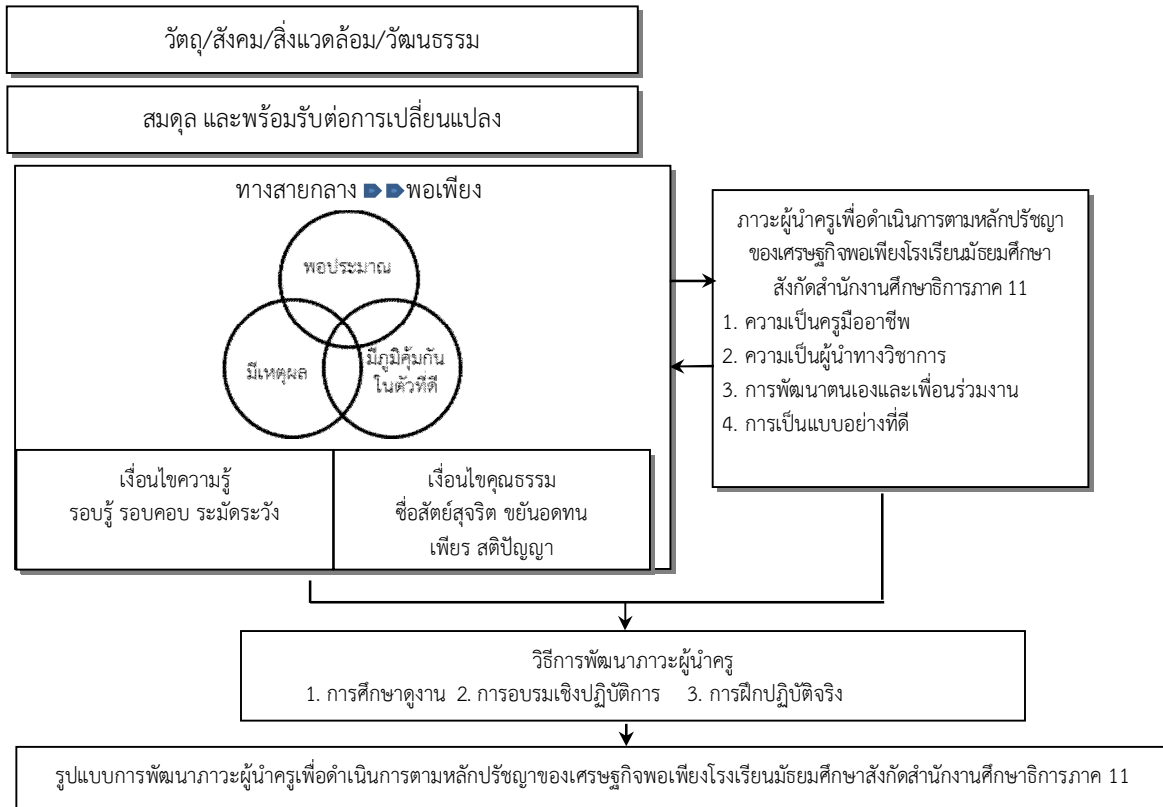 วัตถุ/สังคม/สิ่งแวดล้อม/วัฒนธรรม
สมดุล และพร้อมรับต่อการเปลี่ยนแปลง
ทางสายกลาง พอเพียง
พอประมาณ
มีเหตุผล
มีภูมิคุ้มกัน
ในตัวที่ดี
เงื่อนไขความรู้
รอบรู้ รอบคอบ ระมัดระวัง
เงื่อนไขคุณธรรม
ซื่อสัตย์สุจริต ขยันอดทน
เพียร สติปัญญา
ภาวะผู้นำครูเพื่อดำเนินการตามหลักปรัชญา
ของเศรษฐกิจพอเพียงโรงเรียนมัธยมศึกษา
สังกัดสำนักงานศึกษาธิการภาค 11
1. ความเป็นครูมืออาชีพ
2. ความเป็นผู้นำทางวิชาการ
3. การพัฒนาตนเองและเพื่อนร่วมงาน
4. การเป็นแบบอย่างที่ดี
วิธีการพัฒนาภาวะผู้นำครู
1. การศึกษาดูงาน 2. การอบรมเชิงปฏิบัติการ 3. การฝึกปฏิบัติจริง
รูปแบบการพัฒนาภาวะผู้นำครูเพื่อดำเนินการตามหลักปรัชญาของเศรษฐกิจพอเพียงโรงเรียนมัธยมศึกษาสังกัดสำนักงานศึกษาธิการภาค 11